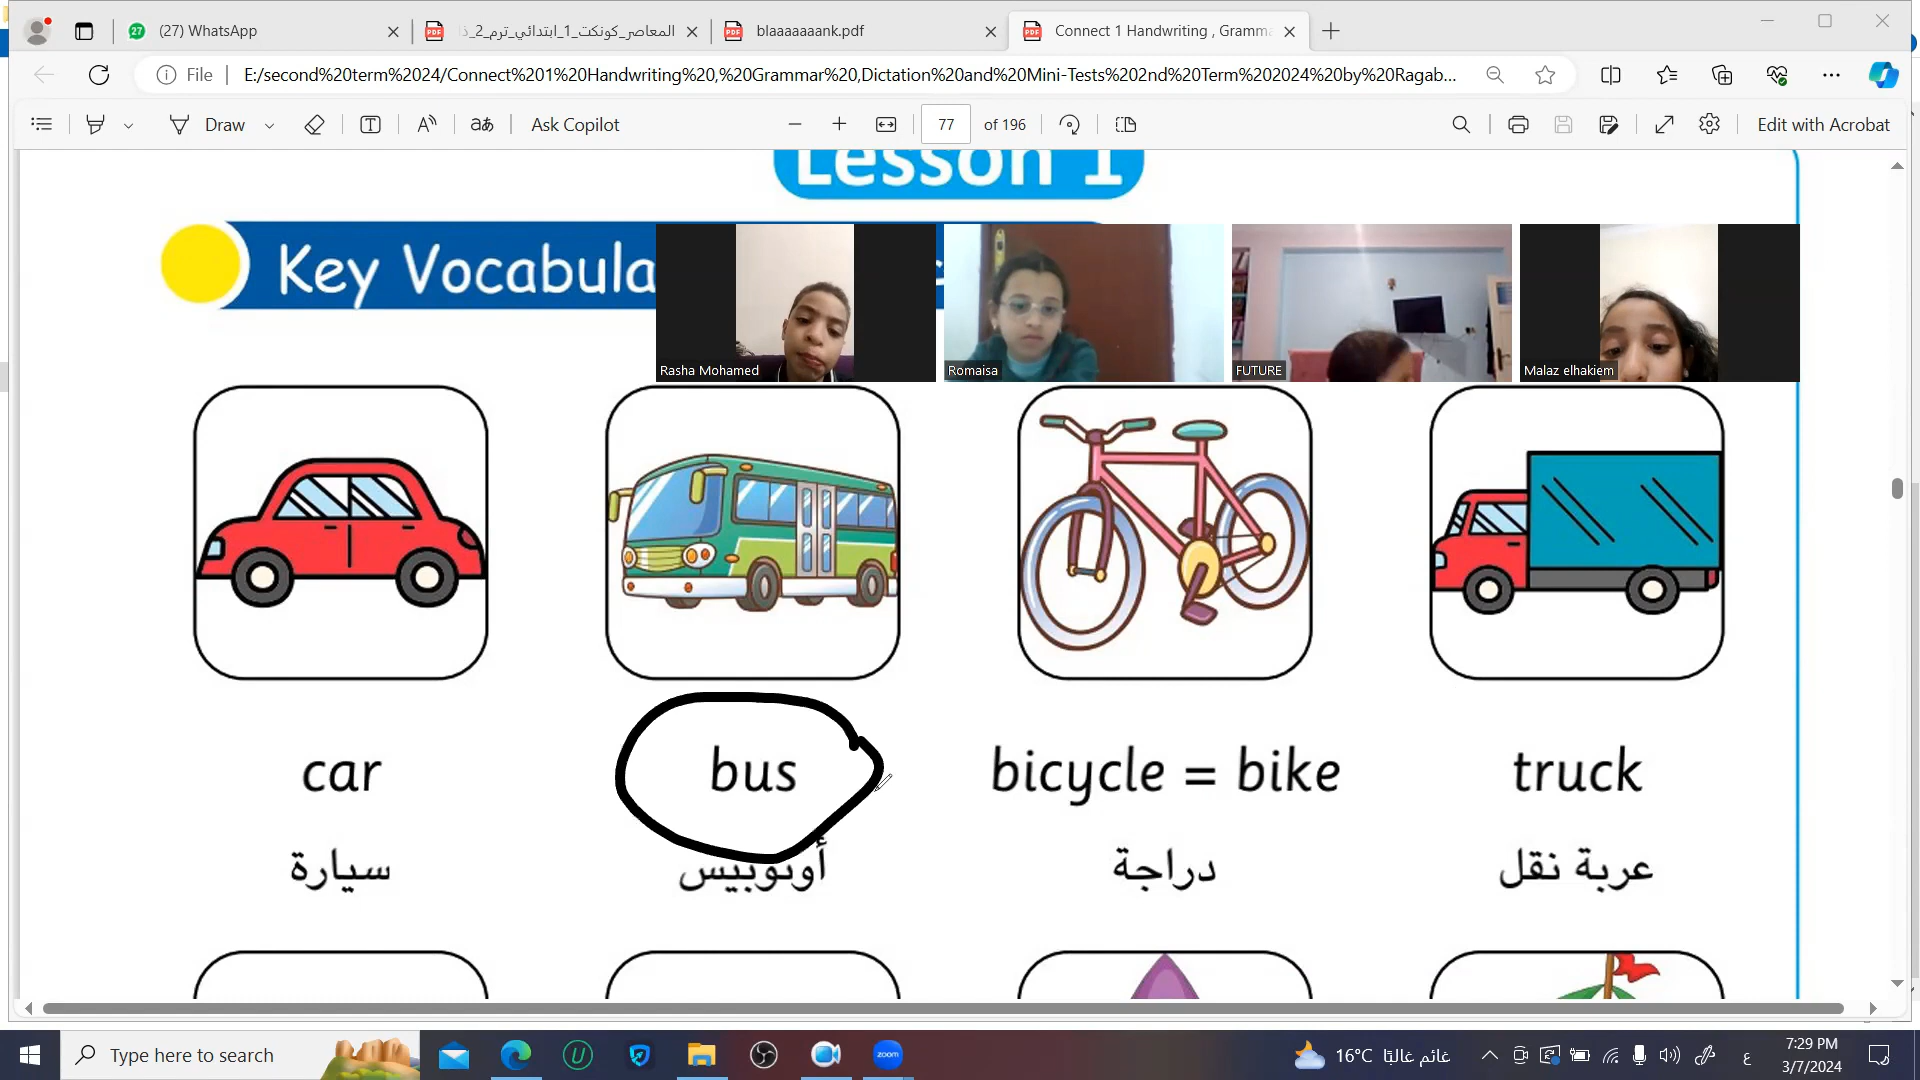 (27) WhatsApp
المعاصر_كونكت_1_ابتدائي_ترم_2_ذا
blaaaaaaank.pdf
Connect 1 Handwriting , Gramma
File
E:/second%20term%2024/Connect%201%20Handwriting%20,%20Grammar%20,Dictation%20and%20Mini-Tests%202nd%20Term%202024%20by%20Ragab...
Draw
Ask Copilot
77 of 196
Edit with Acrobat
Lesson 1
Key Vocabula
Rasha Mohamed
Romaisa
FUTURE
Malaz elhakiem
car bus bicycle = bike truck
سيارة أوتوبيس دراجة عربة نقل
Type here to search
zoom
16°C غائم غالبًا
ع
7:29 PM
3/7/2024